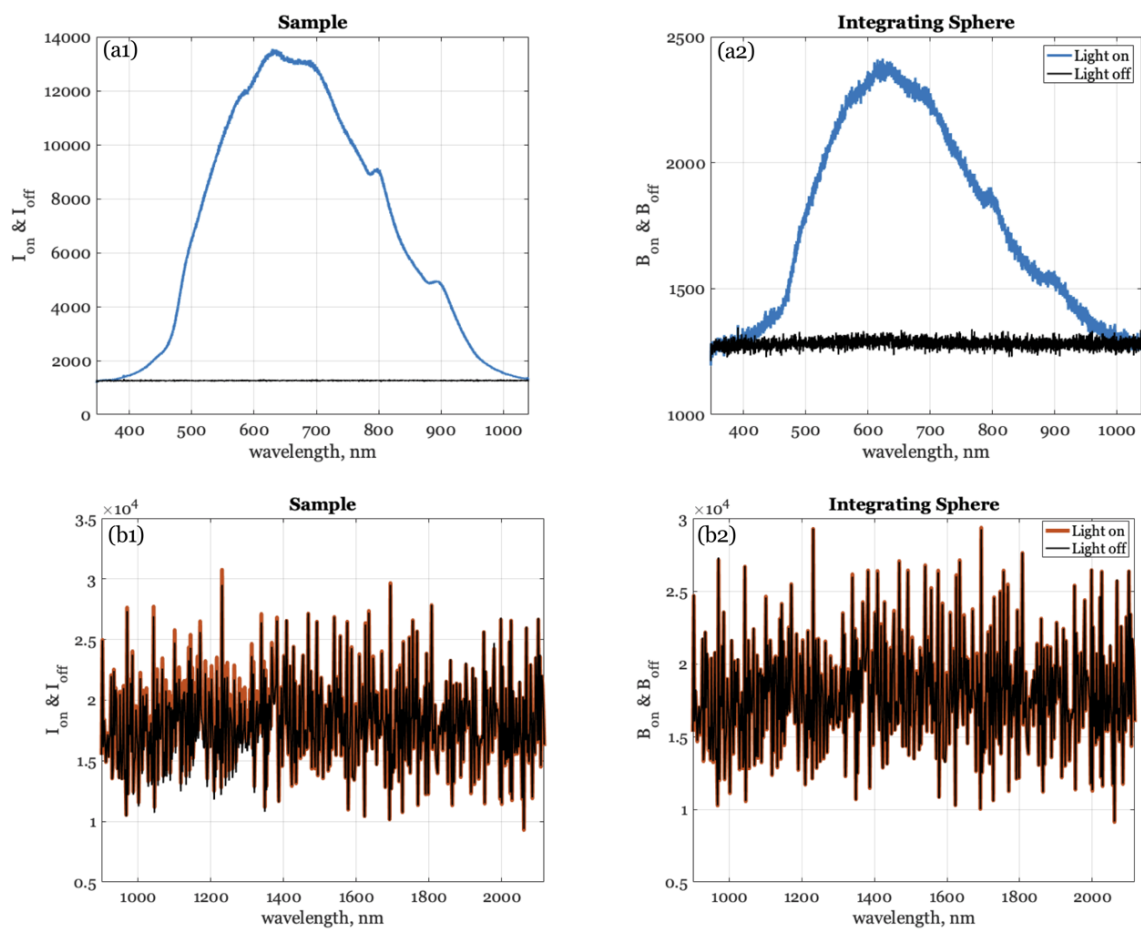 Sample
(a1)
I_on & I_off
14000
12000
10000
8000
6000
4000
2000
0
400 500 600 700 800 900 1000
wavelength, nm
Integrating Sphere
(a2)
Light on
Light off
B_on & B_off
2500
2000
1500
1000
400 500 600 700 800 900 1000
wavelength, nm
Sample
×10^4
(b1)
I_on & I_off
3.5
3
2.5
2
1.5
1
0.5
1000 1200 1400 1600 1800 2000
wavelength, nm
Integrating Sphere
×10^4
(b2)
Light on
Light off
B_on & B_off
3
2.5
2
1.5
1
0.5
1000 1200 1400 1600 1800 2000
wavelength, nm